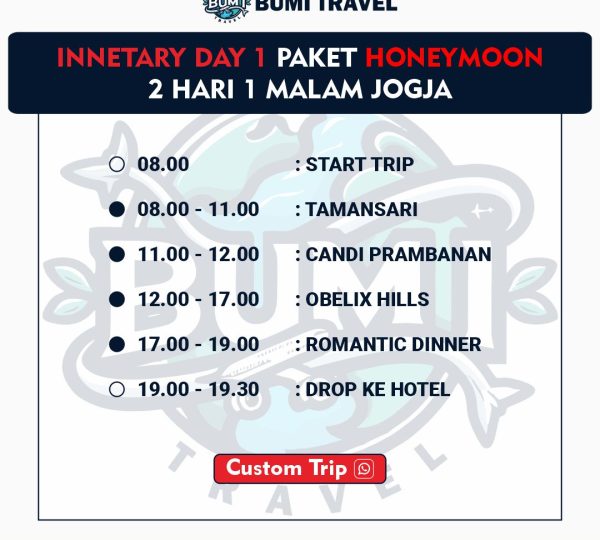 BUMI TRAVEL
INNETARY DAY 1 PAKET HONEYMOON
2 HARI 1 MALAM JOGJA
08.00 : START TRIP
08.00 - 11.00 : TAMANSARI
11.00 - 12.00 : CANDI PRAMBANAN
12.00 - 17.00 : OBELIX HILLS
17.00 - 19.00 : ROMANTIC DINNER
19.00 - 19.30 : DROP KE HOTEL
BUMI
TRAVEL
Custom Trip